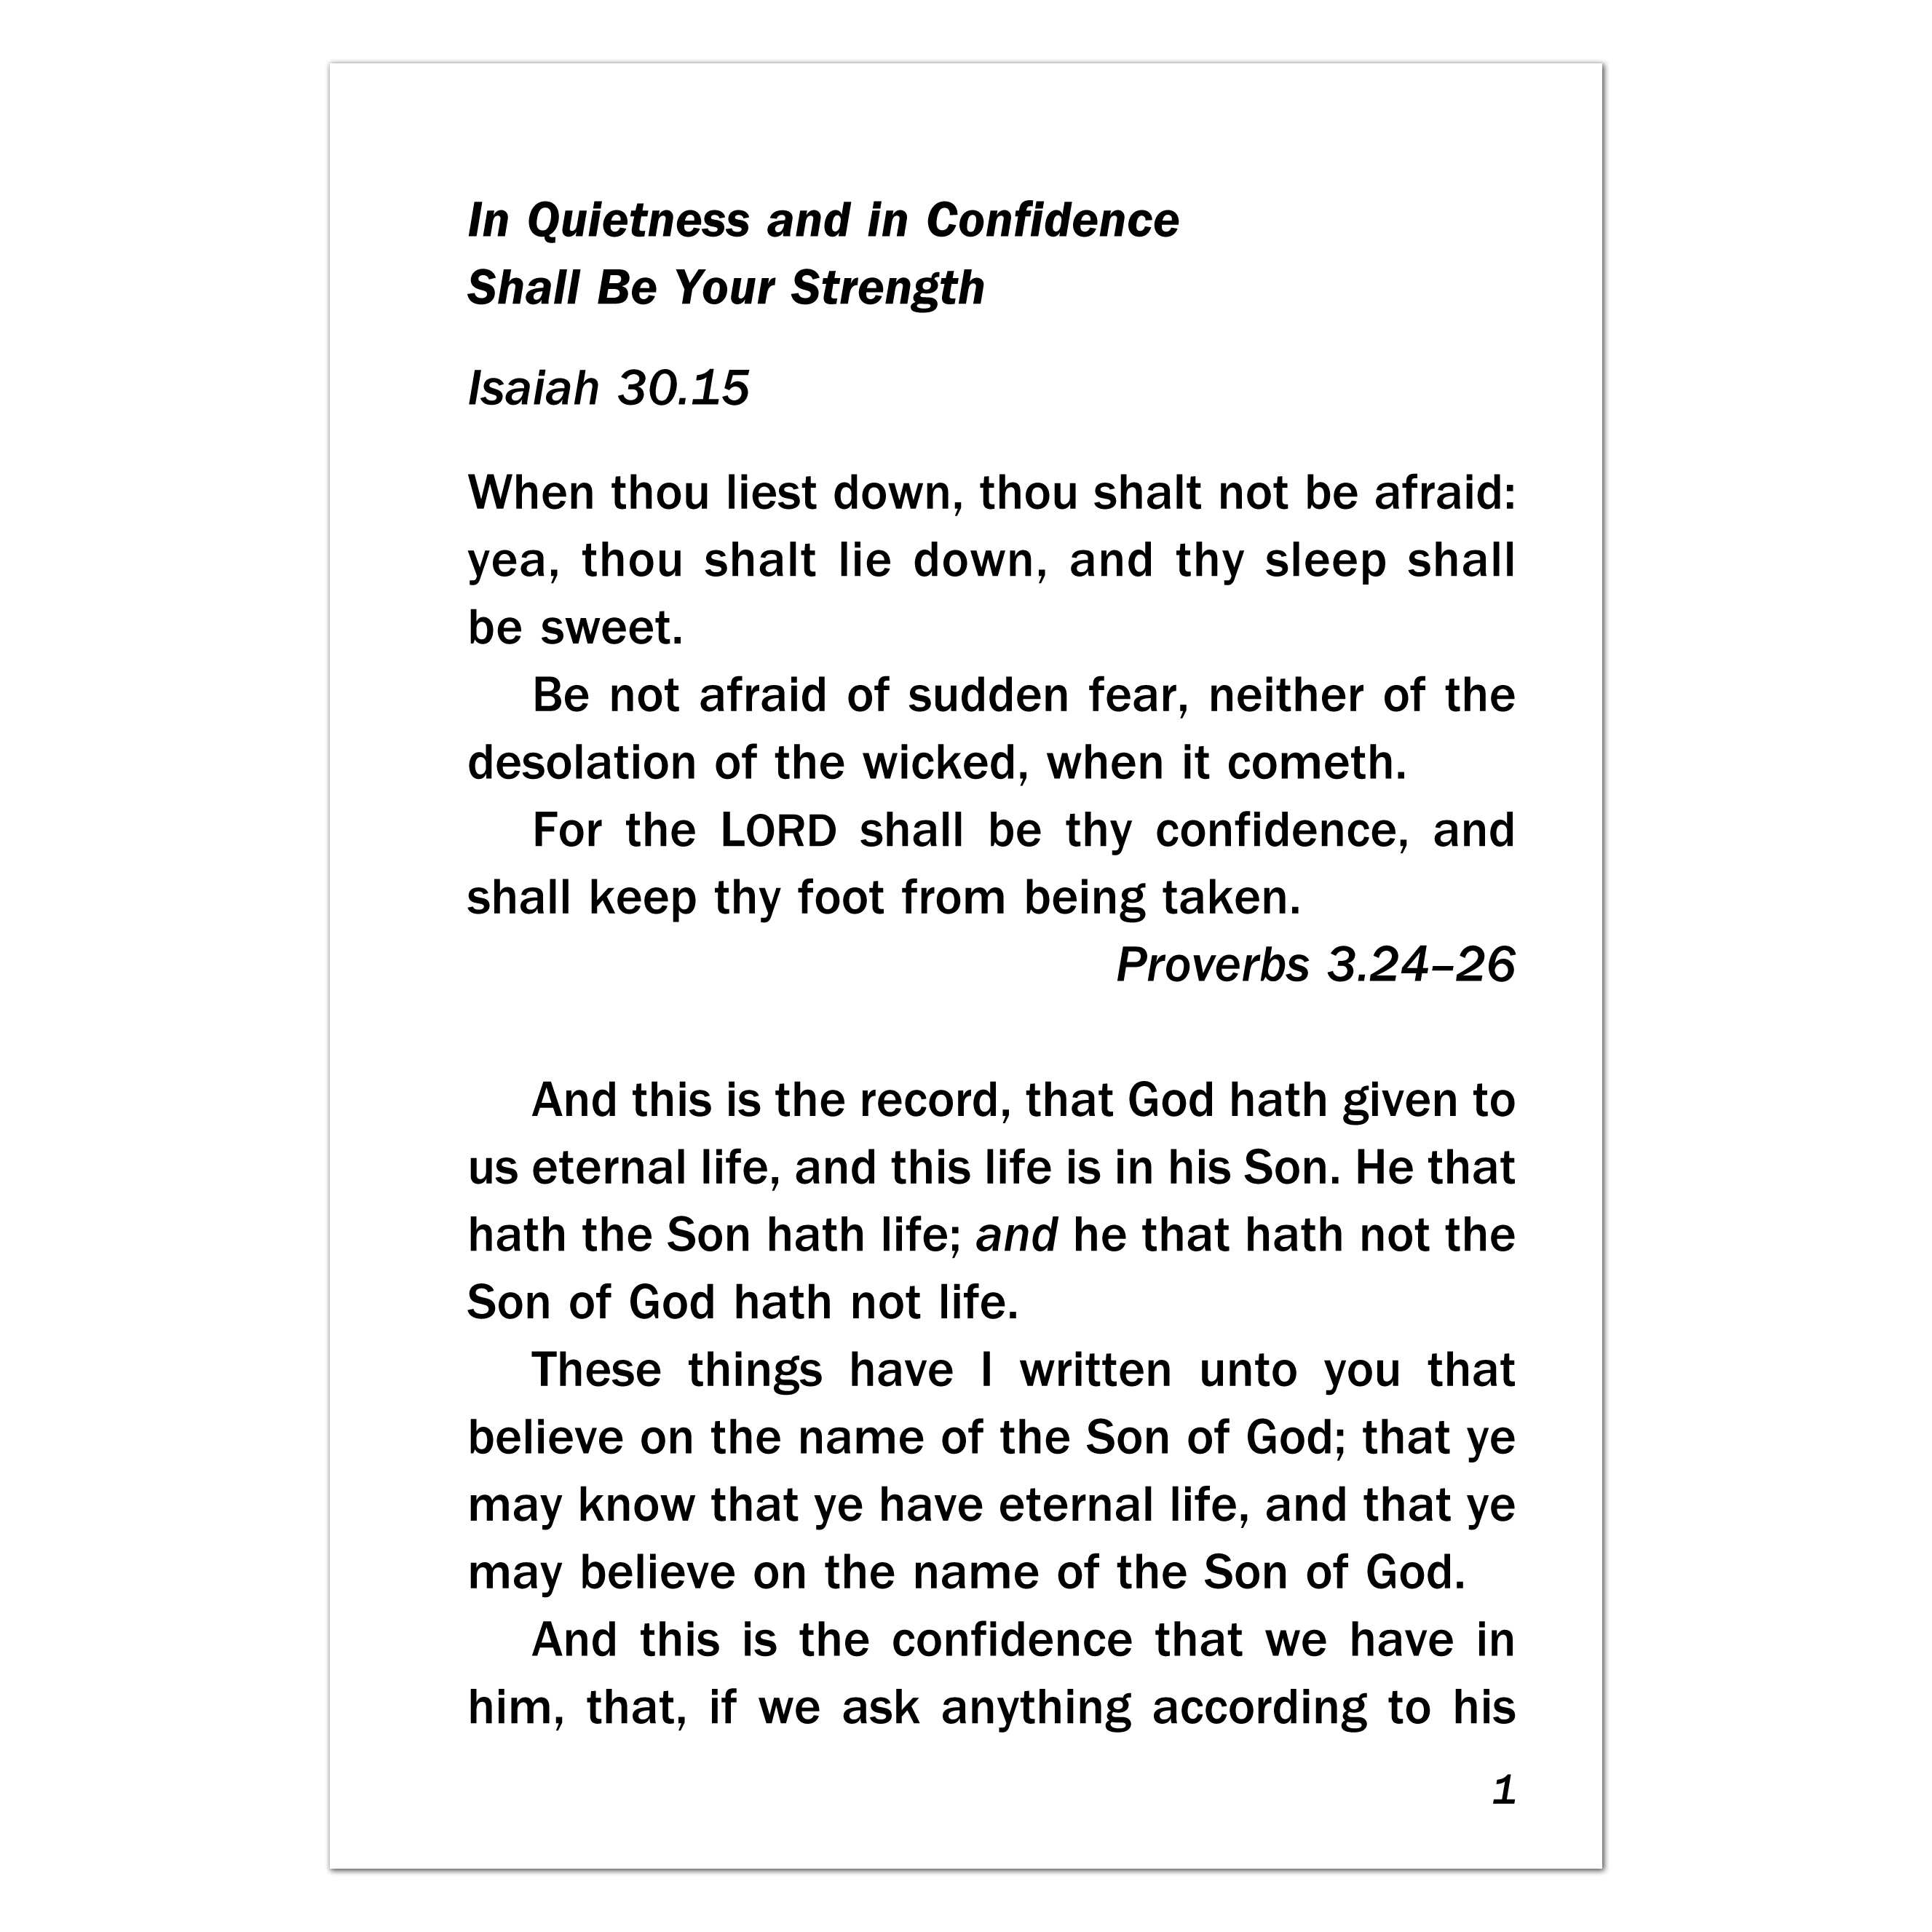 In Quietness and in Confidence
Shall Be Your Strength
Isaiah 30.15
When thou liest down, thou shalt not be afraid:
yea, thou shalt lie down, and thy sleep shall
be sweet.
Be not afraid of sudden fear, neither of the
desolation of the wicked, when it cometh.
For the LORD shall be thy confidence, and
shall keep thy foot from being taken.
Proverbs 3.24–26
And this is the record, that God hath given to
us eternal life, and this life is in his Son. He that
hath the Son hath life; and he that hath not the
Son of God hath not life.
These things have I written unto you that
believe on the name of the Son of God; that ye
may know that ye have eternal life, and that ye
may believe on the name of the Son of God.
And this is the confidence that we have in
him, that, if we ask anything according to his
1